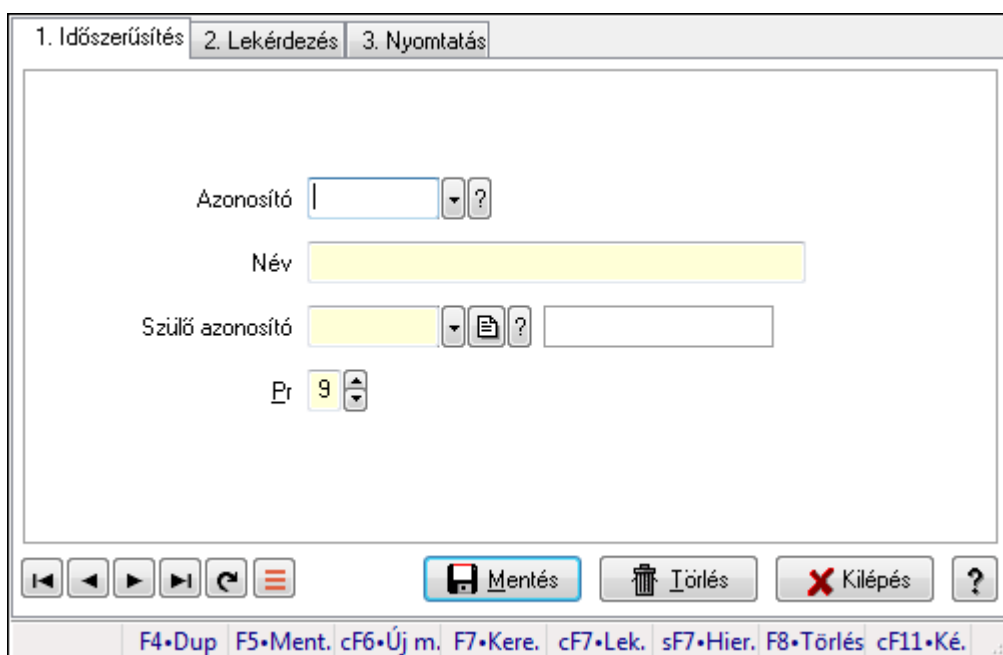 1. Időszerűsítés 2. Lekérdezés 3. Nyomtatás
Azonosító ?
Név
Szülő azonosító ?
Pr 9
Mentés Törlés Kilépés ?
F4•Dup F5•Ment. cF6•Új m. F7•Kere. cF7•Lek. sF7•Hier. F8•Törlés cF11•Ké.